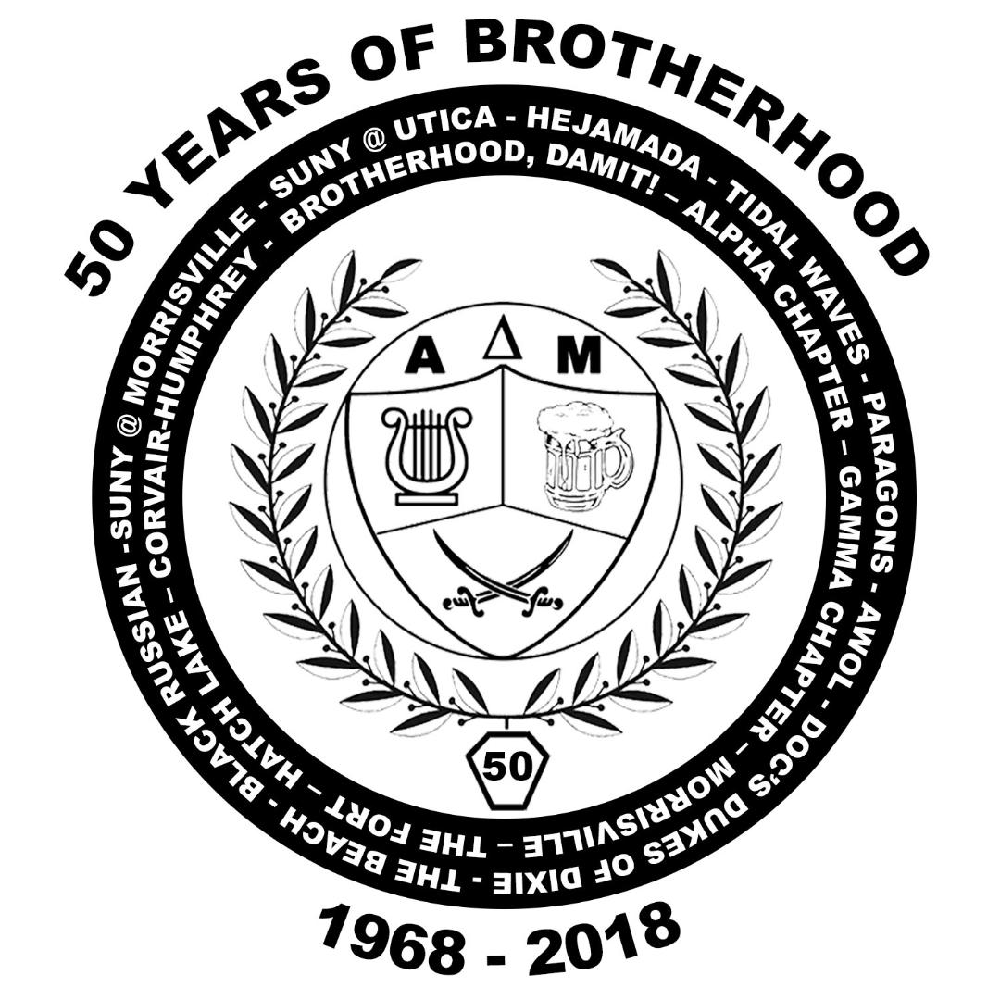 50 YEARS OF BROTHERHOOD
SUNY @ MORRISVILLE - SUNY @ UTICA - HEJAMADA - TIDAL WAVES - PARAGONS - AWOL - DOC'S DUKES OF DIXIE - THE BEACH - BLACK RUSSIAN -
CORVAIR-HUMPHREY - BROTHERHOOD, DAMIT! – ALPHA CHAPTER – GAMMA CHAPTER – MORRISVILLE – THE FORT – HATCH LAKE –
A Δ M
50
1968 - 2018